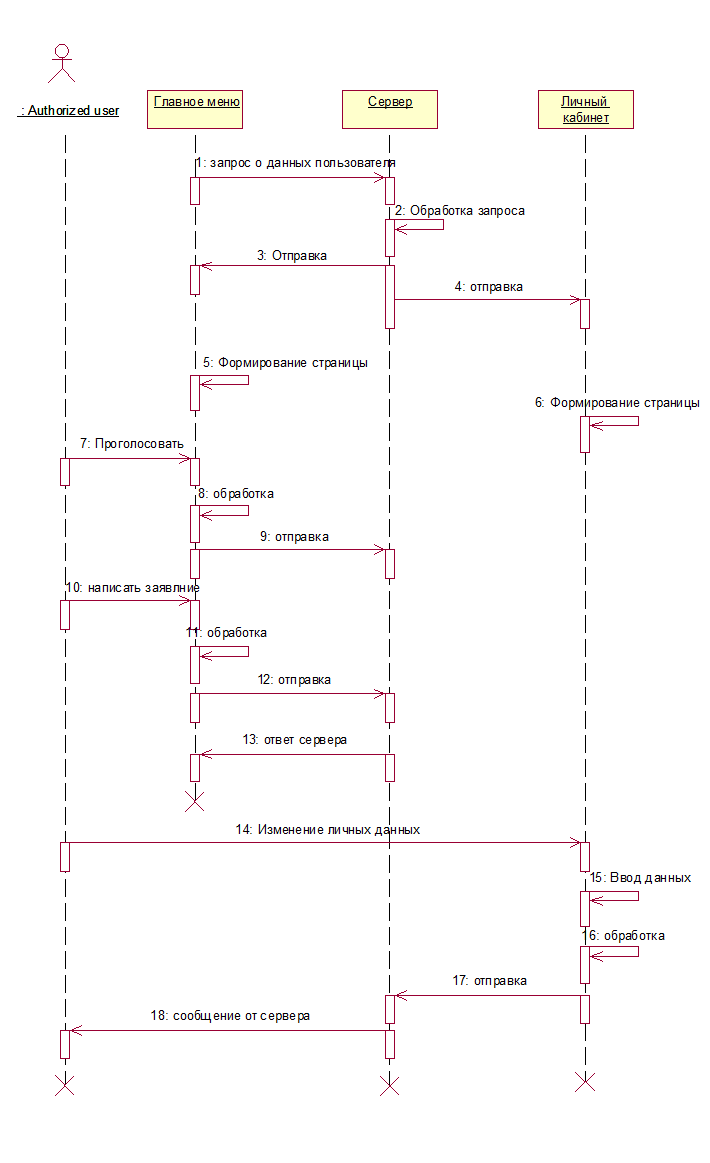 : Authorized user
Главное меню
Сервер
Личный
кабинет
1: запрос о данных пользователя
2: Обработка запроса
3: Отправка
4: отправка
5: Формирование страницы
6: Формирование страницы
7: Проголосовать
8: обработка
9: отправка
10: написать заявлние
11: обработка
12: отправка
13: ответ сервера
14: Изменение личных данных
15: Ввод данных
16: обработка
17: отправка
18: сообщение от сервера